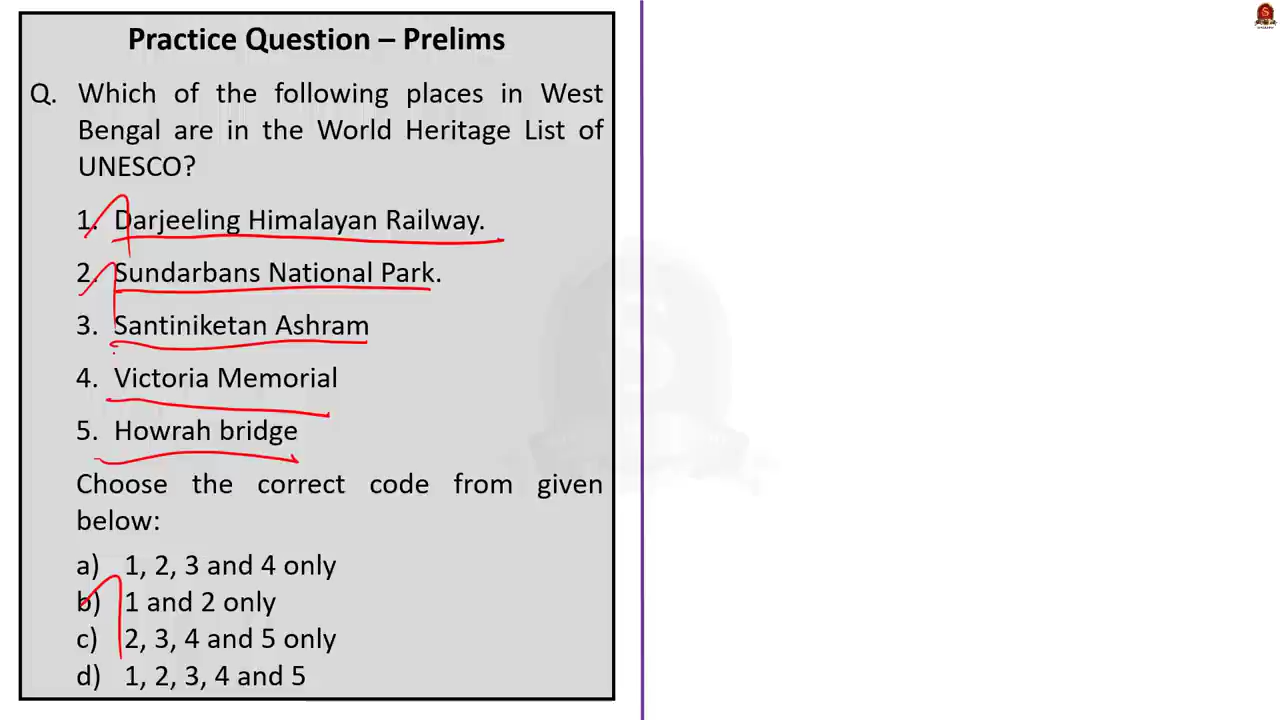 Practice Question – Prelims
Q. Which of the following places in West
Bengal are in the World Heritage List of
UNESCO?
1. Darjeeling Himalayan Railway.
2. Sundarbans National Park.
3. Santiniketan Ashram
4. Victoria Memorial
5. Howrah bridge
Choose the correct code from given
below:
a) 1, 2, 3 and 4 only
b) 1 and 2 only
c) 2, 3, 4 and 5 only
d) 1, 2, 3, 4 and 5